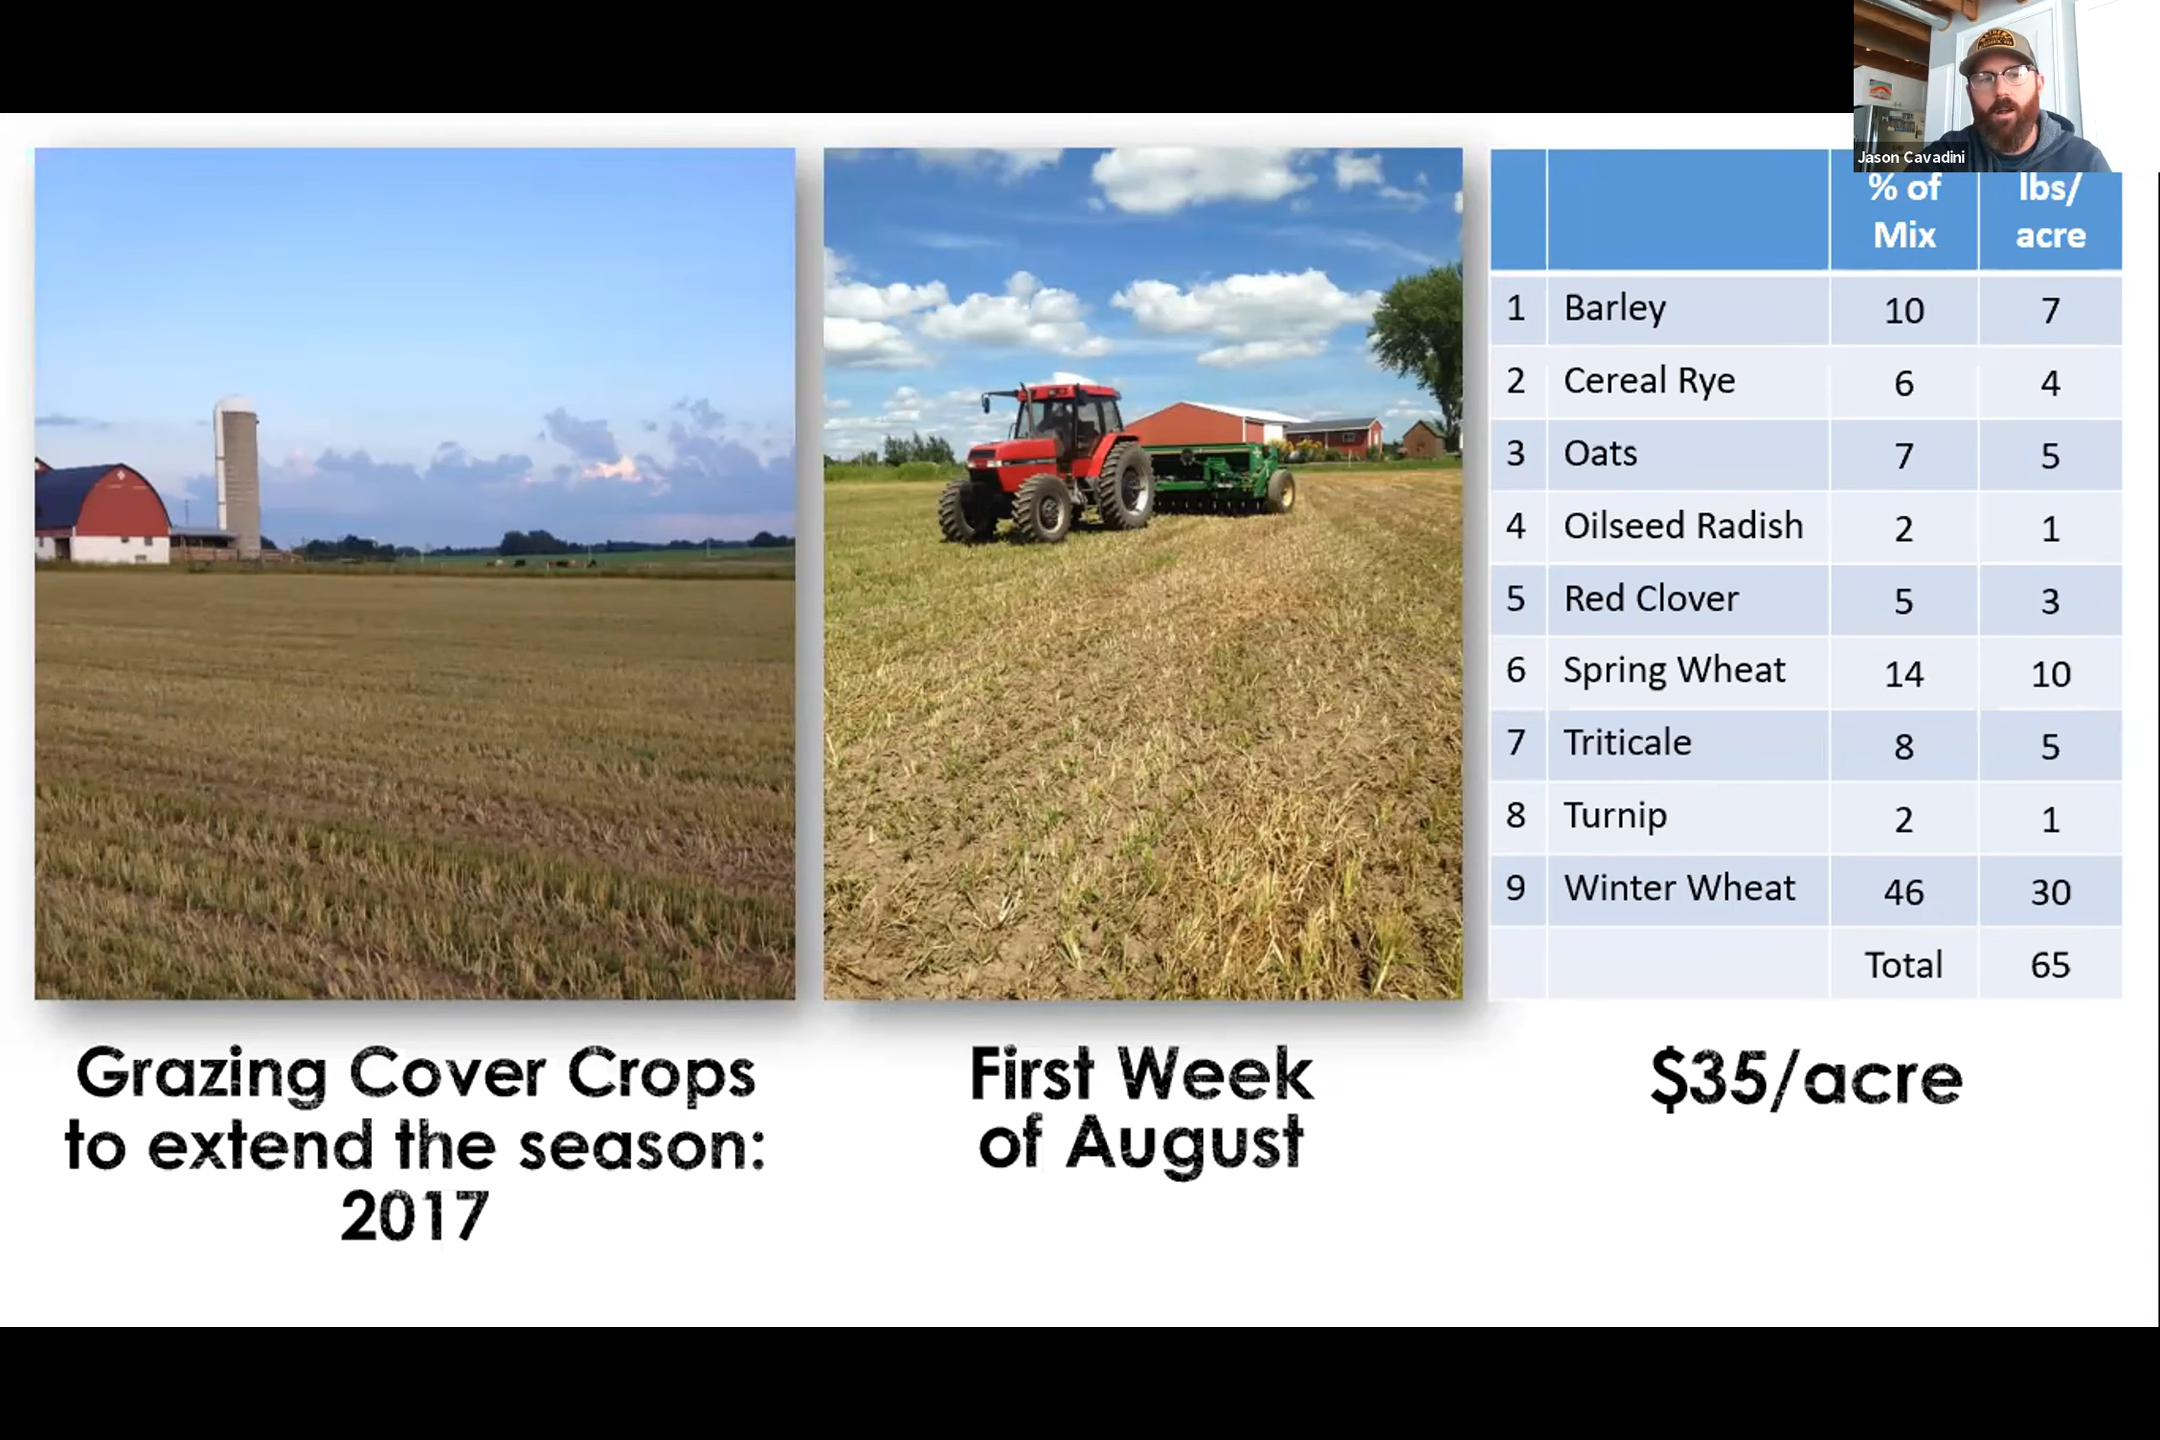 Jason Cavadini
% of Mix lbs/ acre
1 Barley 10 7
2 Cereal Rye 6 4
3 Oats 7 5
4 Oilseed Radish 2 1
5 Red Clover 5 3
6 Spring Wheat 14 10
7 Triticale 8 5
8 Turnip 2 1
9 Winter Wheat 46 30
Total 65
Grazing Cover Crops
to extend the season:
2017
First Week
of August
$35/acre